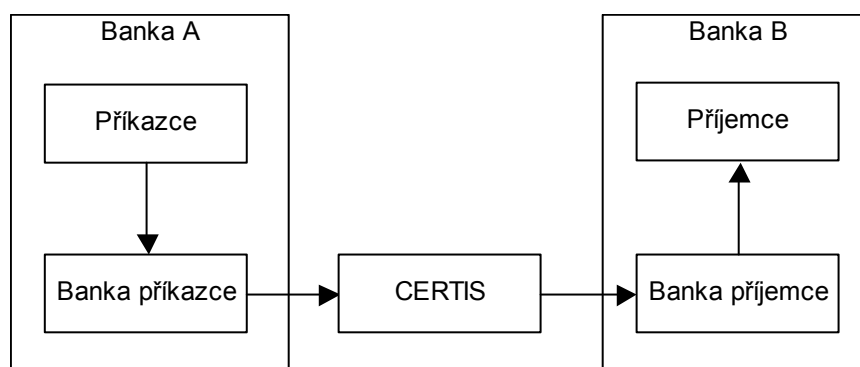 Banka A
Banka B
Příkazce
Příjemce
Banka příkazce
CERTIS
Banka příjemce